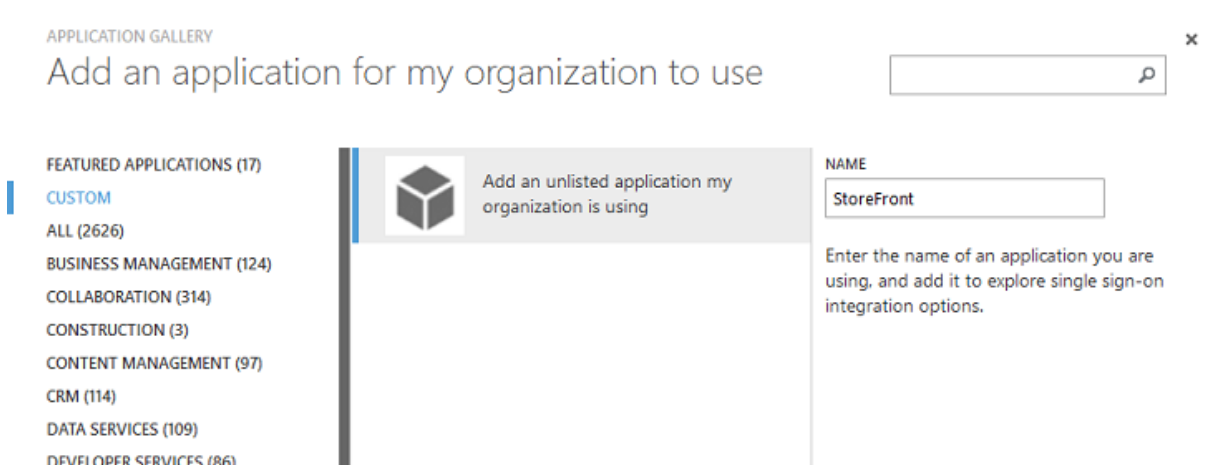 APPLICATION GALLERY
Add an application for my organization to use
FEATURED APPLICATIONS (17)
CUSTOM
ALL (2626)
BUSINESS MANAGEMENT (124)
COLLABORATION (314)
CONSTRUCTION (3)
CONTENT MANAGEMENT (97)
CRM (114)
DATA SERVICES (109)
DEVELOPER SERVICES (86)
Add an unlisted application my
organization is using
NAME
StoreFront
Enter the name of an application you are
using, and add it to explore single sign-on
integration options.